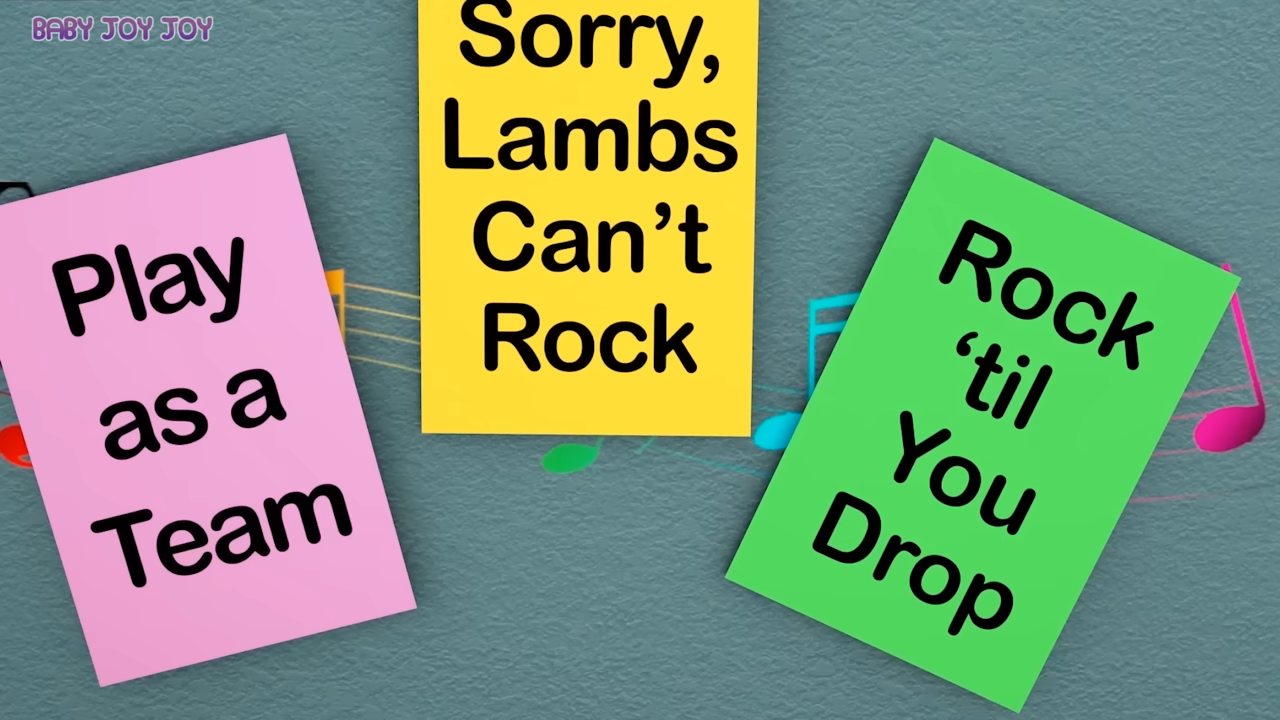 BABY JOY JOY
Play
as a
Team
Sorry,
Lambs
Can’t
Rock
Rock
‘til
You
Drop